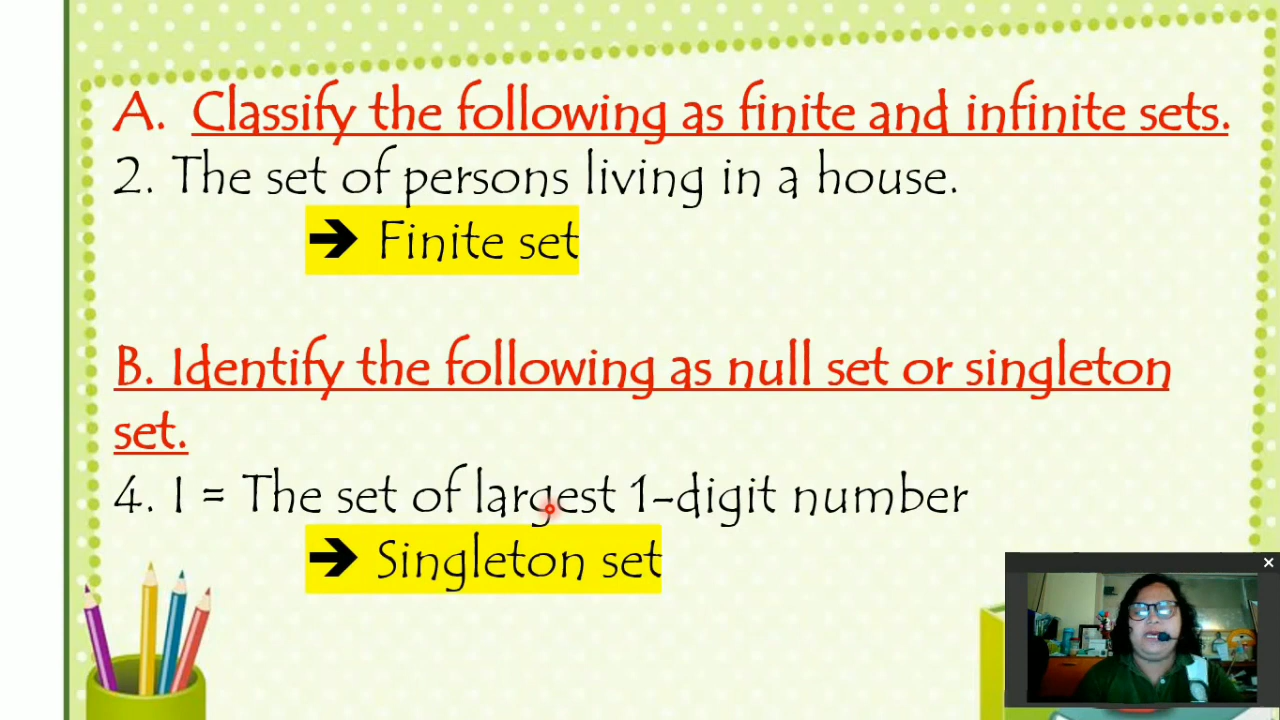 A. Classify the following as finite and infinite sets.
2. The set of persons living in a house.
➔ Finite set
B. Identify the following as null set or singleton
set.
4. I = The set of largest 1-digit number
➔ Singleton set